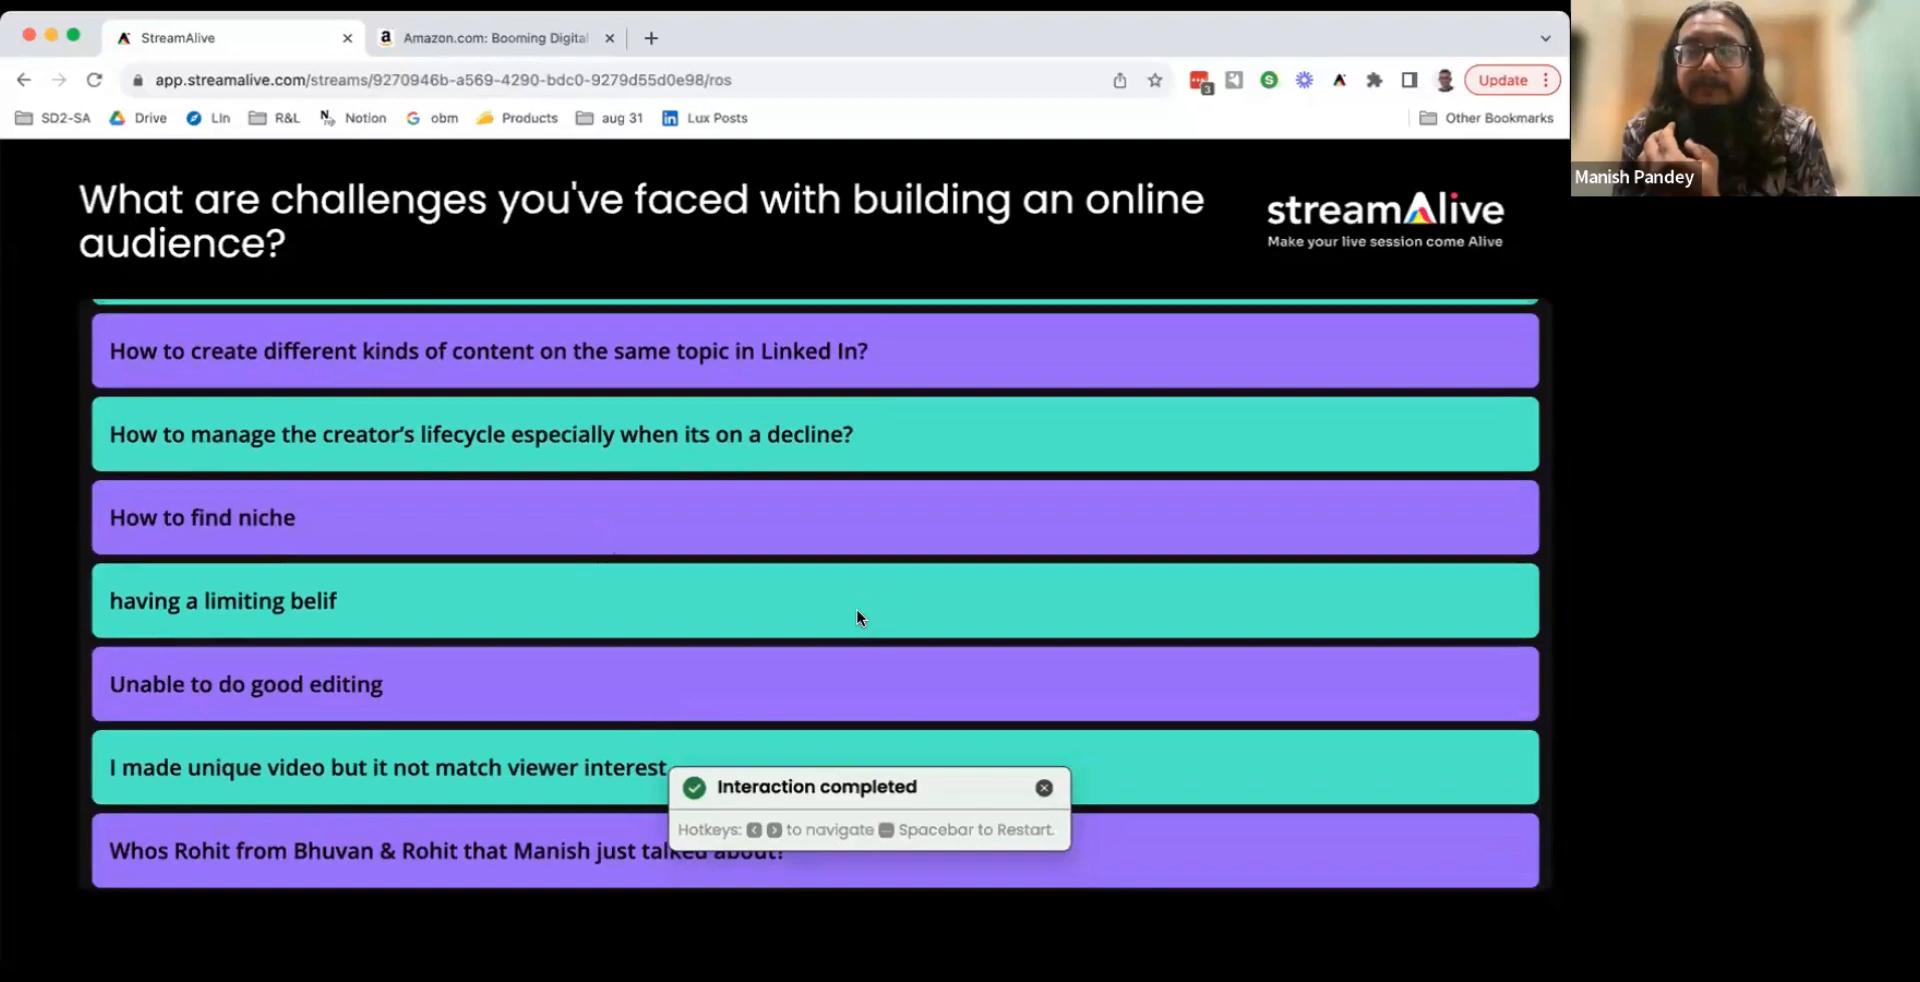 StreamAlive
Amazon.com: Booming Digital
app.streamalive.com/streams/9270946b-a569-4290-bdc0-9279d55d0e98/ros
3
S
Update
SD2-SA
Drive
LIn
R&L
Notion
obm
Products
aug 31
Lux Posts
Other Bookmarks
Manish Pandey
What are challenges you've faced with building an online
audience?
streamAlive
Make your live session come Alive
How to create different kinds of content on the same topic in Linked In?
How to manage the creator's lifecycle especially when its on a decline?
How to find niche
having a limiting belif
Unable to do good editing
I made unique video but it not match viewer interest
Interaction completed
Hotkeys: to navigate Spacebar to Restart.
Whos Rohit from Bhuvan & Rohit that Manish just talked about?